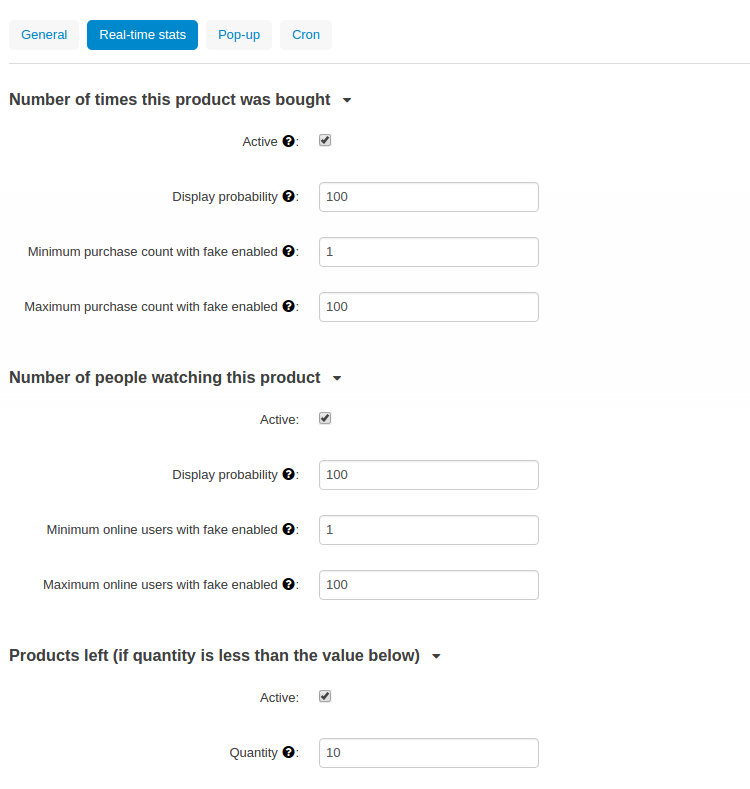 General Real-time stats Pop-up Cron
Number of times this product was bought
Active ?:
Display probability ?: 100
Minimum purchase count with fake enabled ?: 1
Maximum purchase count with fake enabled ?: 100
Number of people watching this product
Active:
Display probability ?: 100
Minimum online users with fake enabled ?: 1
Maximum online users with fake enabled ?: 100
Products left (if quantity is less than the value below)
Active:
Quantity ?: 10